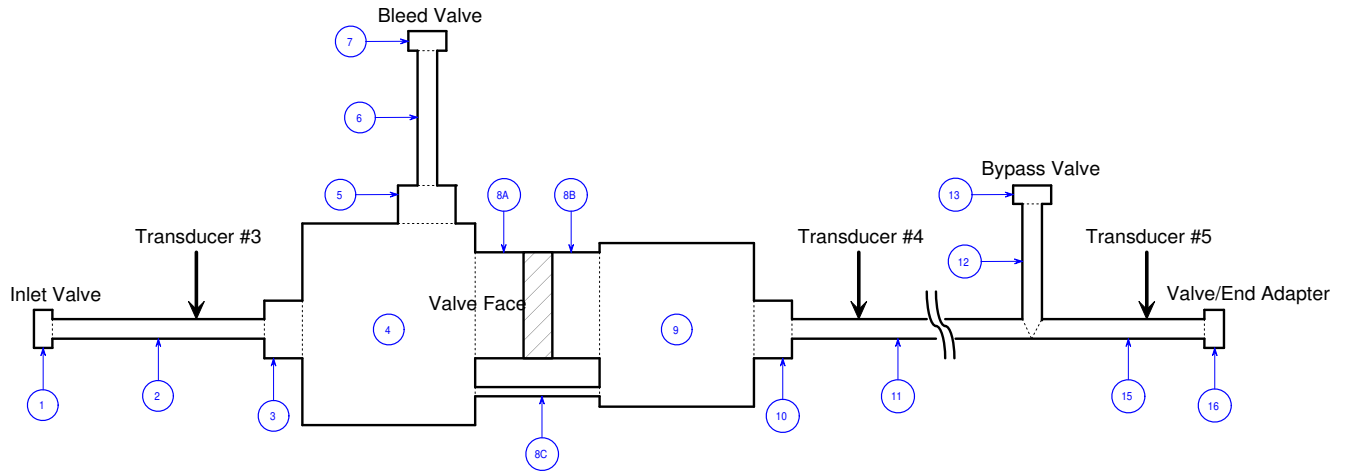 Bleed Valve
7
6
5
8A
8B
Bypass Valve
13
Transducer #3
Transducer #4
Transducer #5
12
Inlet Valve
Valve Face
Valve/End Adapter
4
9
1
2
3
10
11
15
16
8C